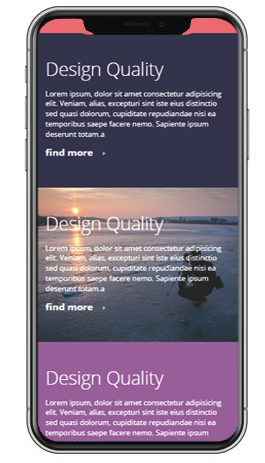 Design Quality
Lorem ipsum, dolor sit amet consectetur adipisicing
elit. Veniam, alias, excepturi sint iste eius distinctio
sed quasi dolorum, cupiditate repudiandae nisi ea
temporibus saepe facere nemo. Sapiente ipsum
deserunt totam.a
find more ›
Design Quality
Lorem ipsum, dolor sit amet consectetur adipisicing
elit. Veniam, alias, excepturi sint iste eius distinctio
sed quasi dolorum, cupiditate repudiandae nisi ea
temporibus saepe facere nemo. Sapiente ipsum
deserunt totam.a
find more ›
Design Quality
Lorem ipsum, dolor sit amet consectetur adipisicing
elit. Veniam, alias, excepturi sint iste eius distinctio
sed quasi dolorum, cupiditate repudiandae nisi ea
temporibus saepe facere nemo. Sapiente ipsum